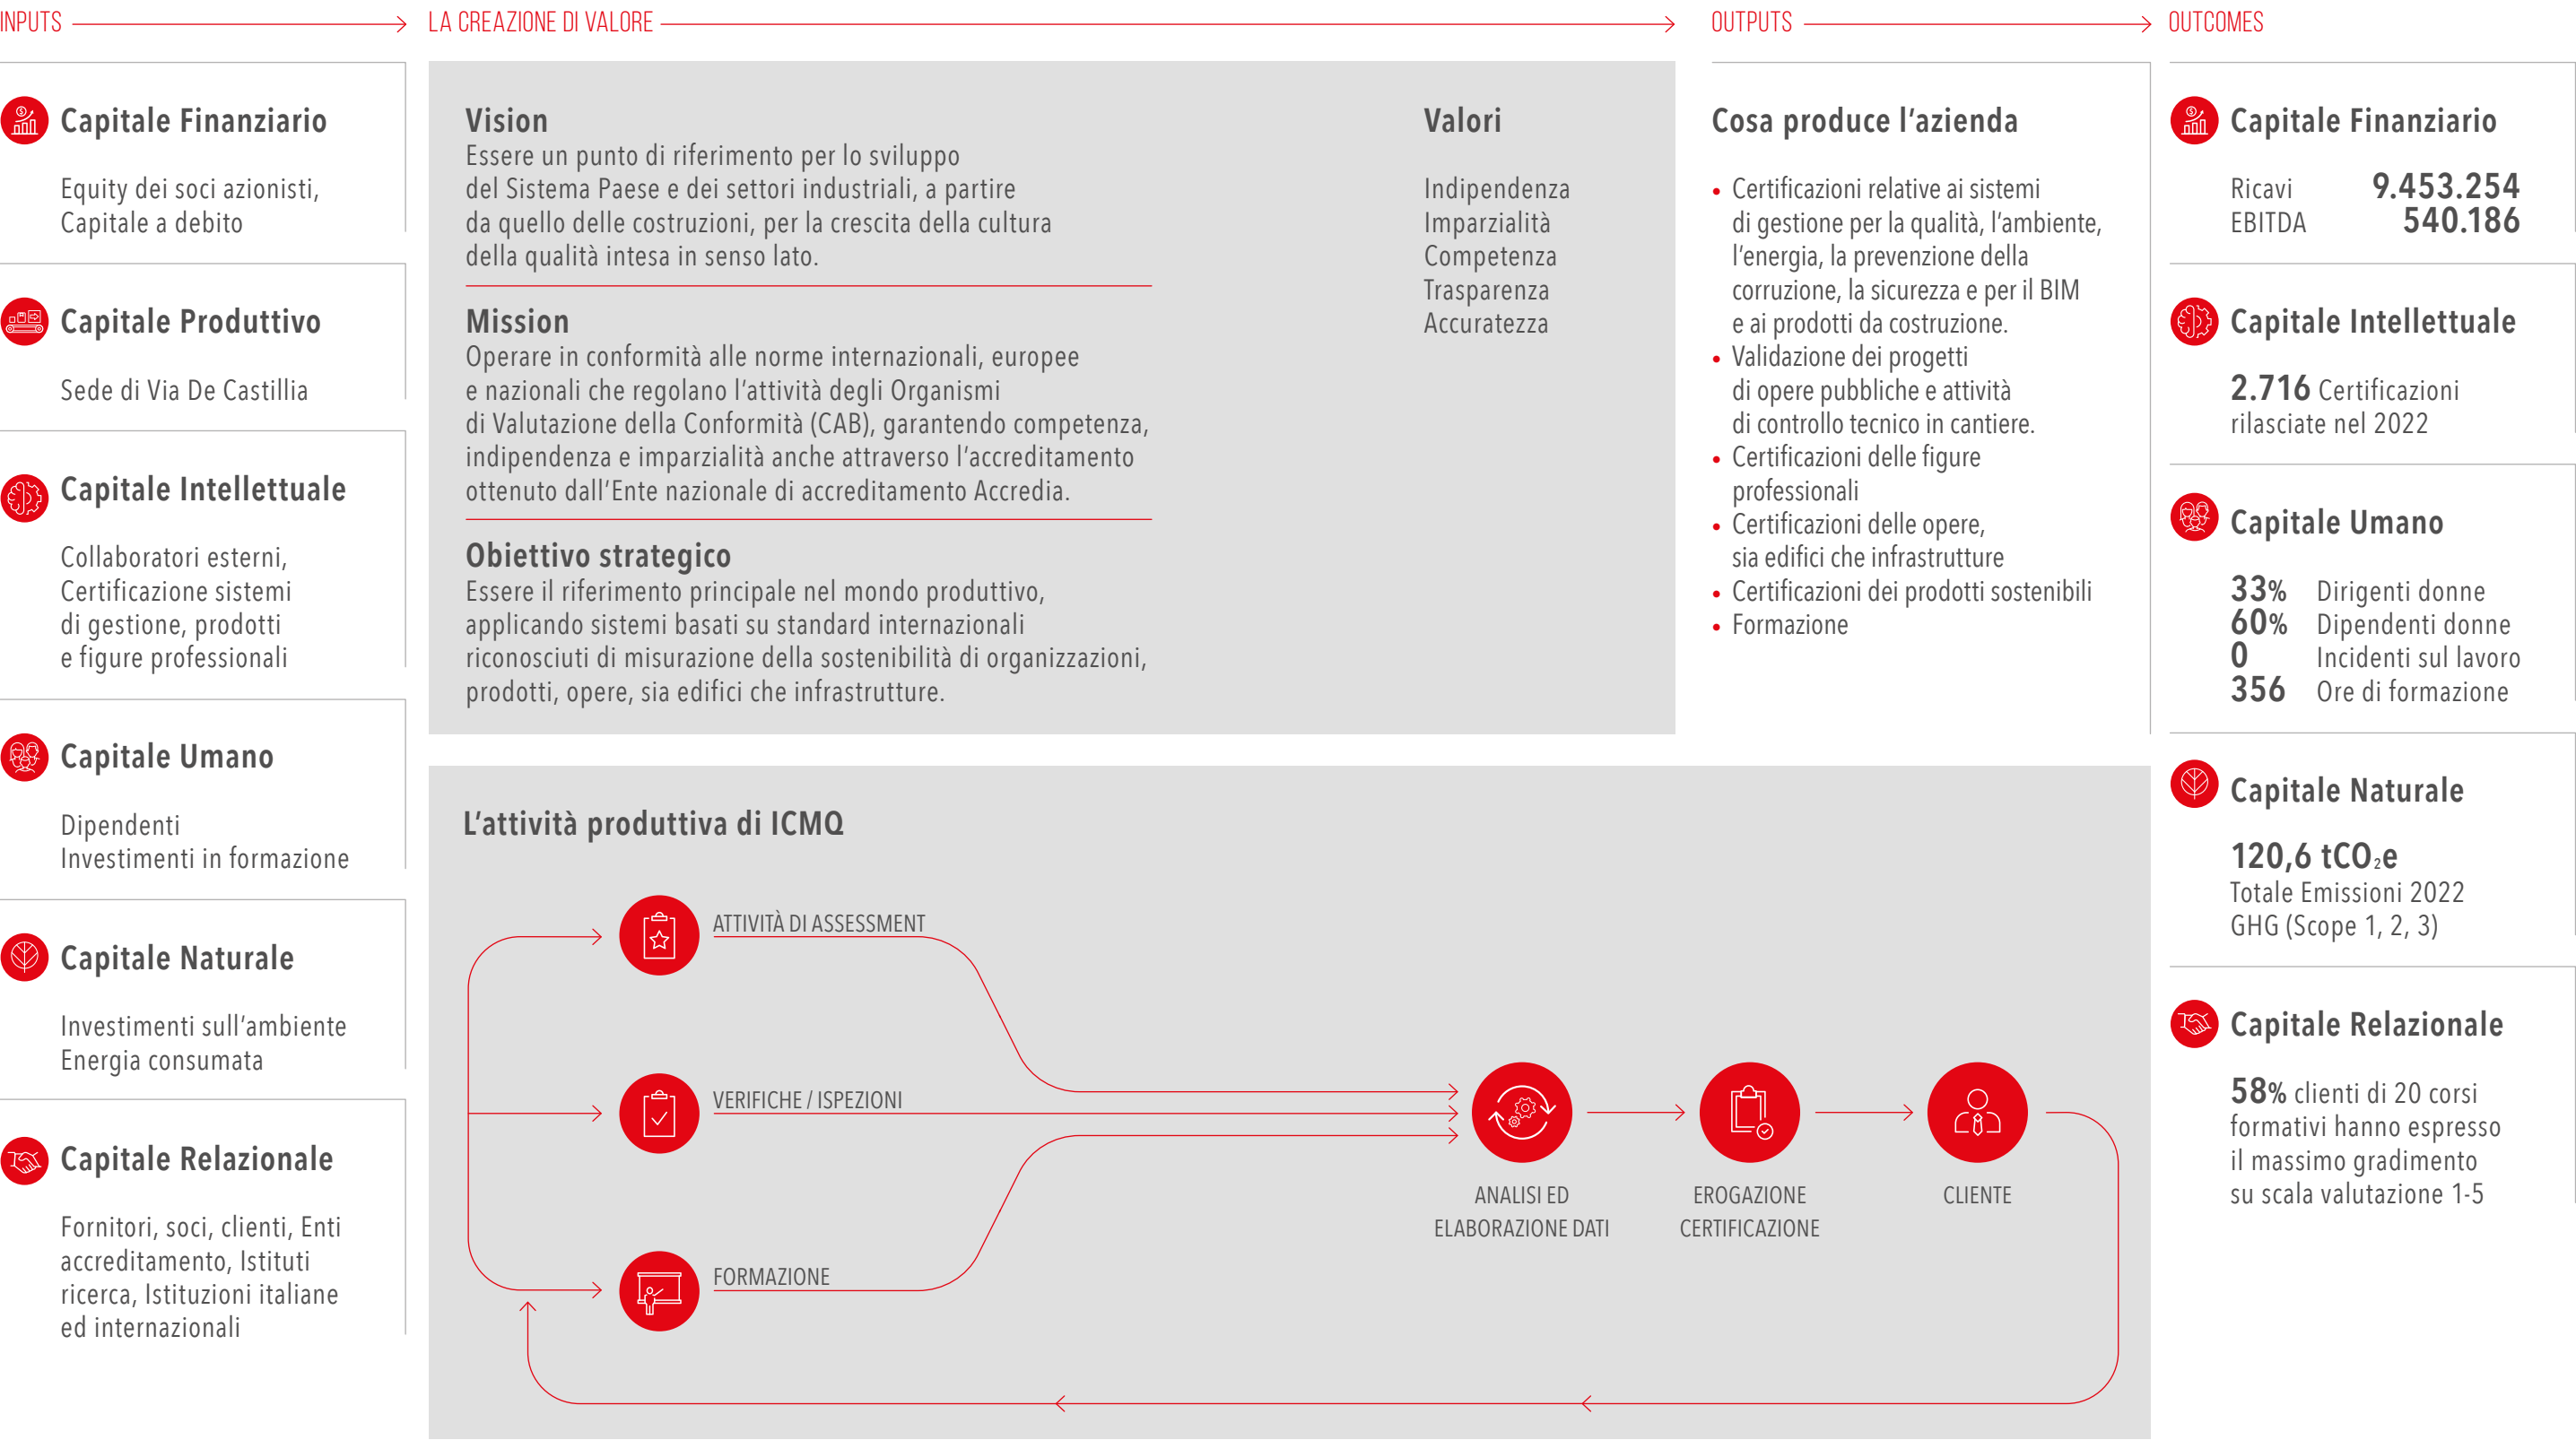 INPUTS
Capitale Finanziario
Equity dei soci azionisti,
Capitale a debito
Capitale Produttivo
Sede di Via De Castillia
Capitale Intellettuale
Collaboratori esterni,
Certificazione sistemi
di gestione, prodotti
e figure professionali
Capitale Umano
Dipendenti
Investimenti in formazione
Capitale Naturale
Investimenti sull'ambiente
Energia consumata
Capitale Relazionale
Fornitori, soci, clienti, Enti
accreditamento, Istituti
ricerca, Istituzioni italiane
ed internazionali
LA CREAZIONE DI VALORE
Vision
Essere un punto di riferimento per lo sviluppo
del Sistema Paese e dei settori industriali, a partire
da quello delle costruzioni, per la crescita della cultura
della qualità intesa in senso lato.
Mission
Operare in conformità alle norme internazionali, europee
e nazionali che regolano l'attività degli Organismi
di Valutazione della Conformità (CAB), garantendo competenza,
indipendenza e imparzialità anche attraverso l'accreditamento
ottenuto dall'Ente nazionale di accreditamento Accredia.
Obiettivo strategico
Essere il riferimento principale nel mondo produttivo,
applicando sistemi basati su standard internazionali
riconosciuti di misurazione della sostenibilità di organizzazioni,
prodotti, opere, sia edifici che infrastrutture.
Valori
Indipendenza
Imparzialità
Competenza
Trasparenza
Accuratezza
L'attività produttiva di ICMQ
ATTIVITÀ DI ASSESSMENT
VERIFICHE / ISPEZIONI
FORMAZIONE
ANALISI ED
ELABORAZIONE DATI
EROGAZIONE
CERTIFICAZIONE
CLIENTE
OUTPUTS
Cosa produce l'azienda
• Certificazioni relative ai sistemi
di gestione per la qualità, l'ambiente,
l'energia, la prevenzione della
corruzione, la sicurezza e per il BIM
e ai prodotti da costruzione.
• Validazione dei progetti
di opere pubbliche e attività
di controllo tecnico in cantiere.
• Certificazioni delle figure
professionali
• Certificazioni delle opere,
sia edifici che infrastrutture
• Certificazioni dei prodotti sostenibili
• Formazione
OUTCOMES
Capitale Finanziario
Ricavi 9.453.254
EBITDA 540.186
Capitale Intellettuale
2.716 Certificazioni
rilasciate nel 2022
Capitale Umano
33% Dirigenti donne
60% Dipendenti donne
0 Incidenti sul lavoro
356 Ore di formazione
Capitale Naturale
120,6 tCO₂e
Totale Emissioni 2022
GHG (Scope 1, 2, 3)
Capitale Relazionale
58% clienti di 20 corsi
formativi hanno espresso
il massimo gradimento
su scala valutazione 1-5